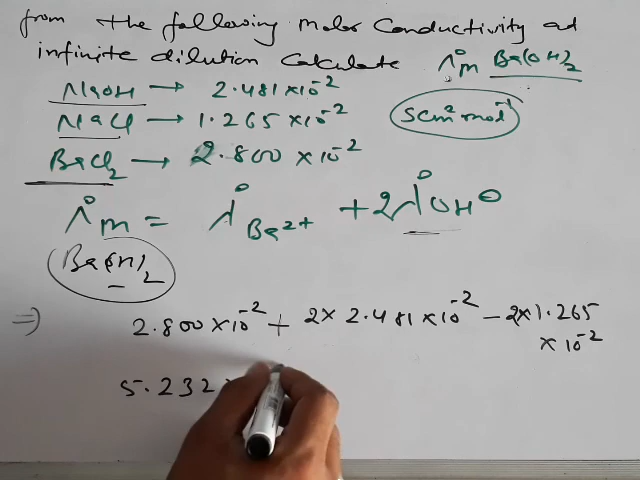 from the following molar conductivity at
infinite dilution calculate λ°m Ba(OH)2
NaOH → 2.481×10⁻²
NaCl → 1.265×10⁻² Scm²mol⁻¹
BaCl2 → 2.800×10⁻²
λ°m = λ°Ba²⁺ + 2λ°OH⊖
Ba(OH)2
⇒ 2.800×10⁻² + 2×2.481×10⁻² – 2×1.265
×10⁻²
5.232